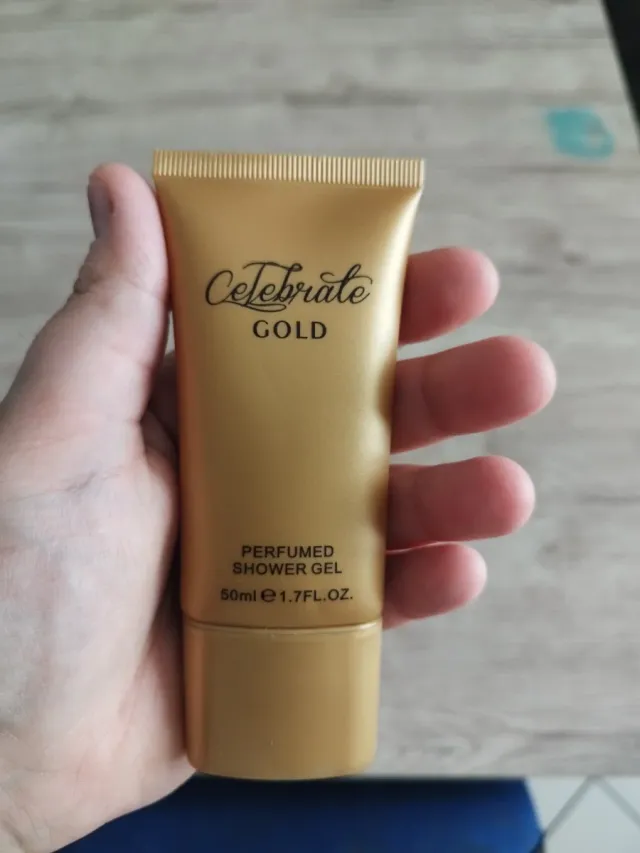 Celebrate
GOLD
PERFUMED
SHOWER GEL
50ml ℮ 1.7FL.OZ.